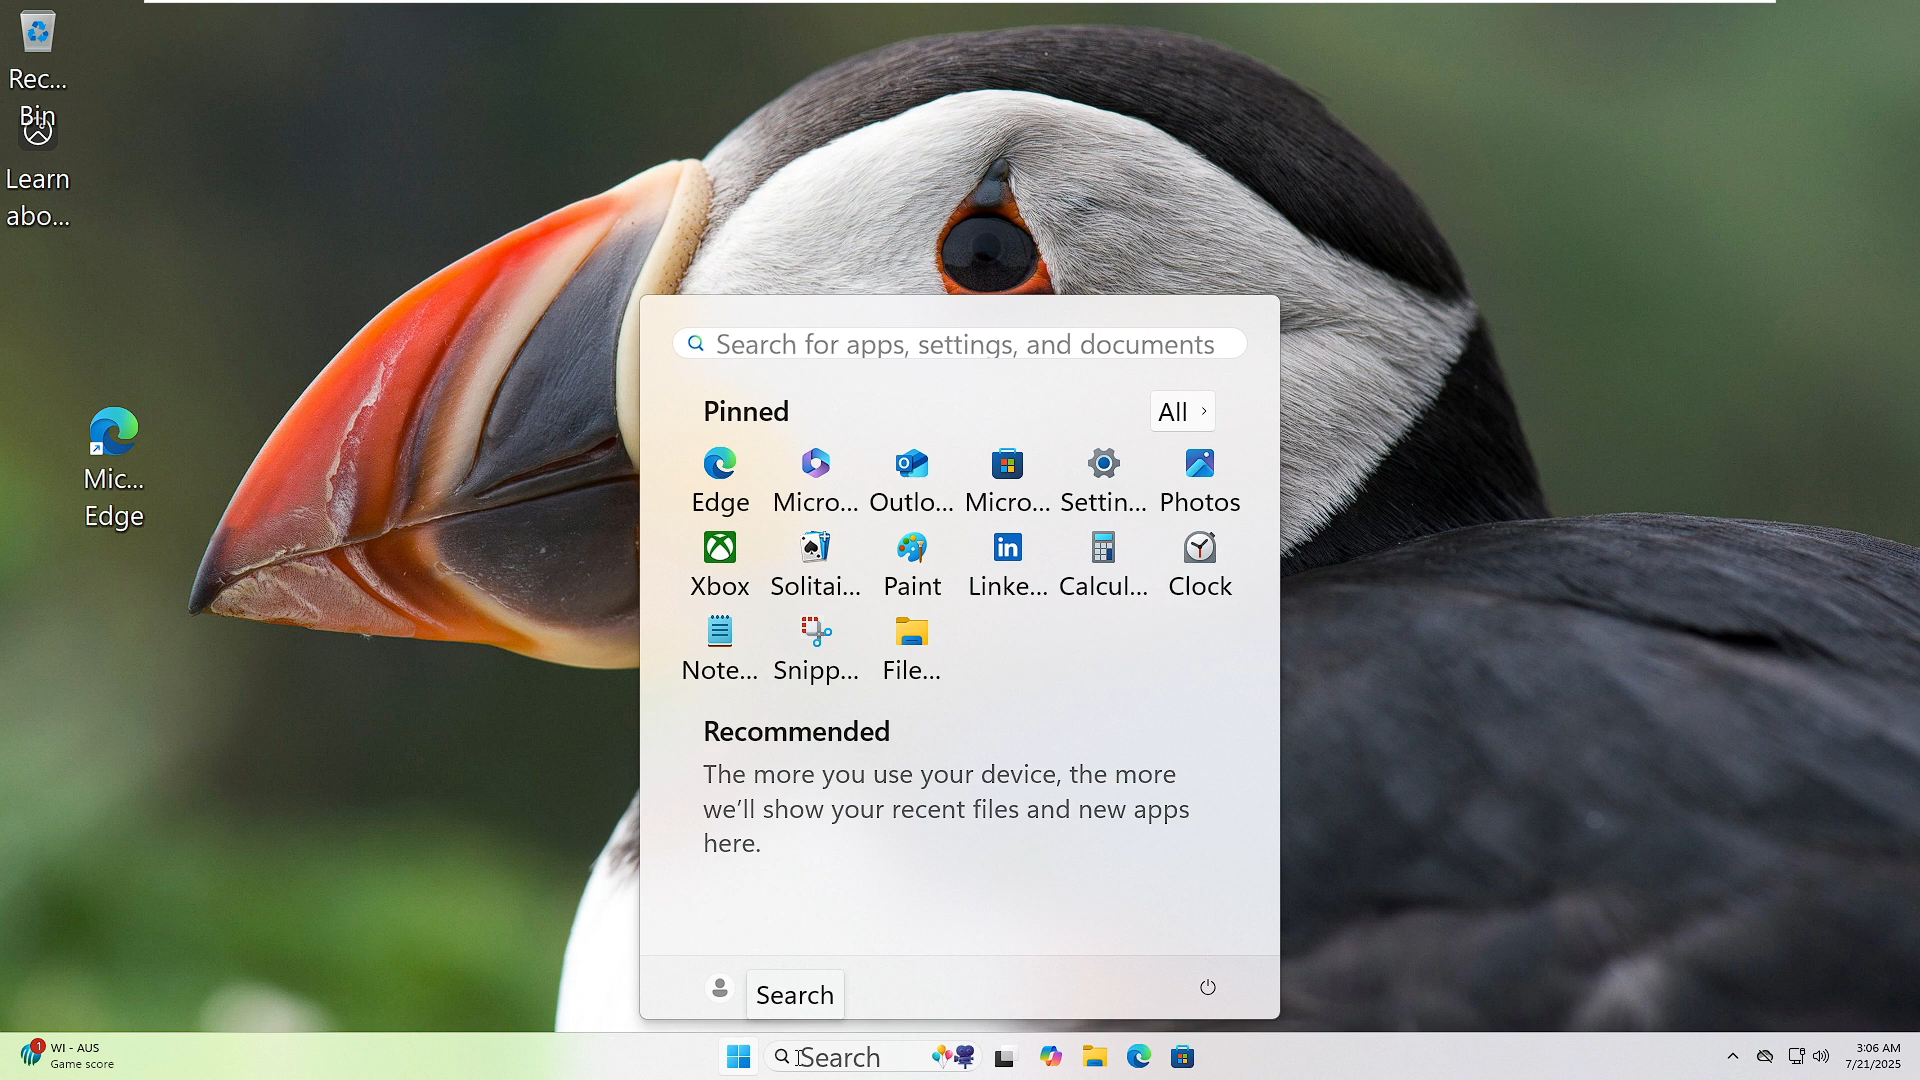 Rec...
Bin
Learn
abo...
Mic...
Edge
Search for apps, settings, and documents
Pinned
All
Edge
Micro...
Outlo...
Micro...
Settin...
Photos
Xbox
Solitai...
Paint
Linke...
Calcul...
Clock
Note...
Snipp...
File...
Recommended
The more you use your device, the more
we'll show your recent files and new apps
here.
Search
1
WI - AUS
Game score
Search
3:06 AM
7/21/2025